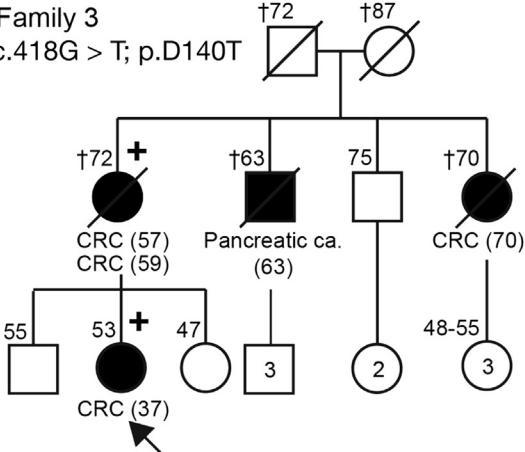 Family 3
c.418G > T; p.D140T
†72 †87
†72 + †63 75 †70
CRC (57) Pancreatic ca. CRC (70)
CRC (59) (63)
55 53 + 47 48-55
3 2 3
CRC (37)